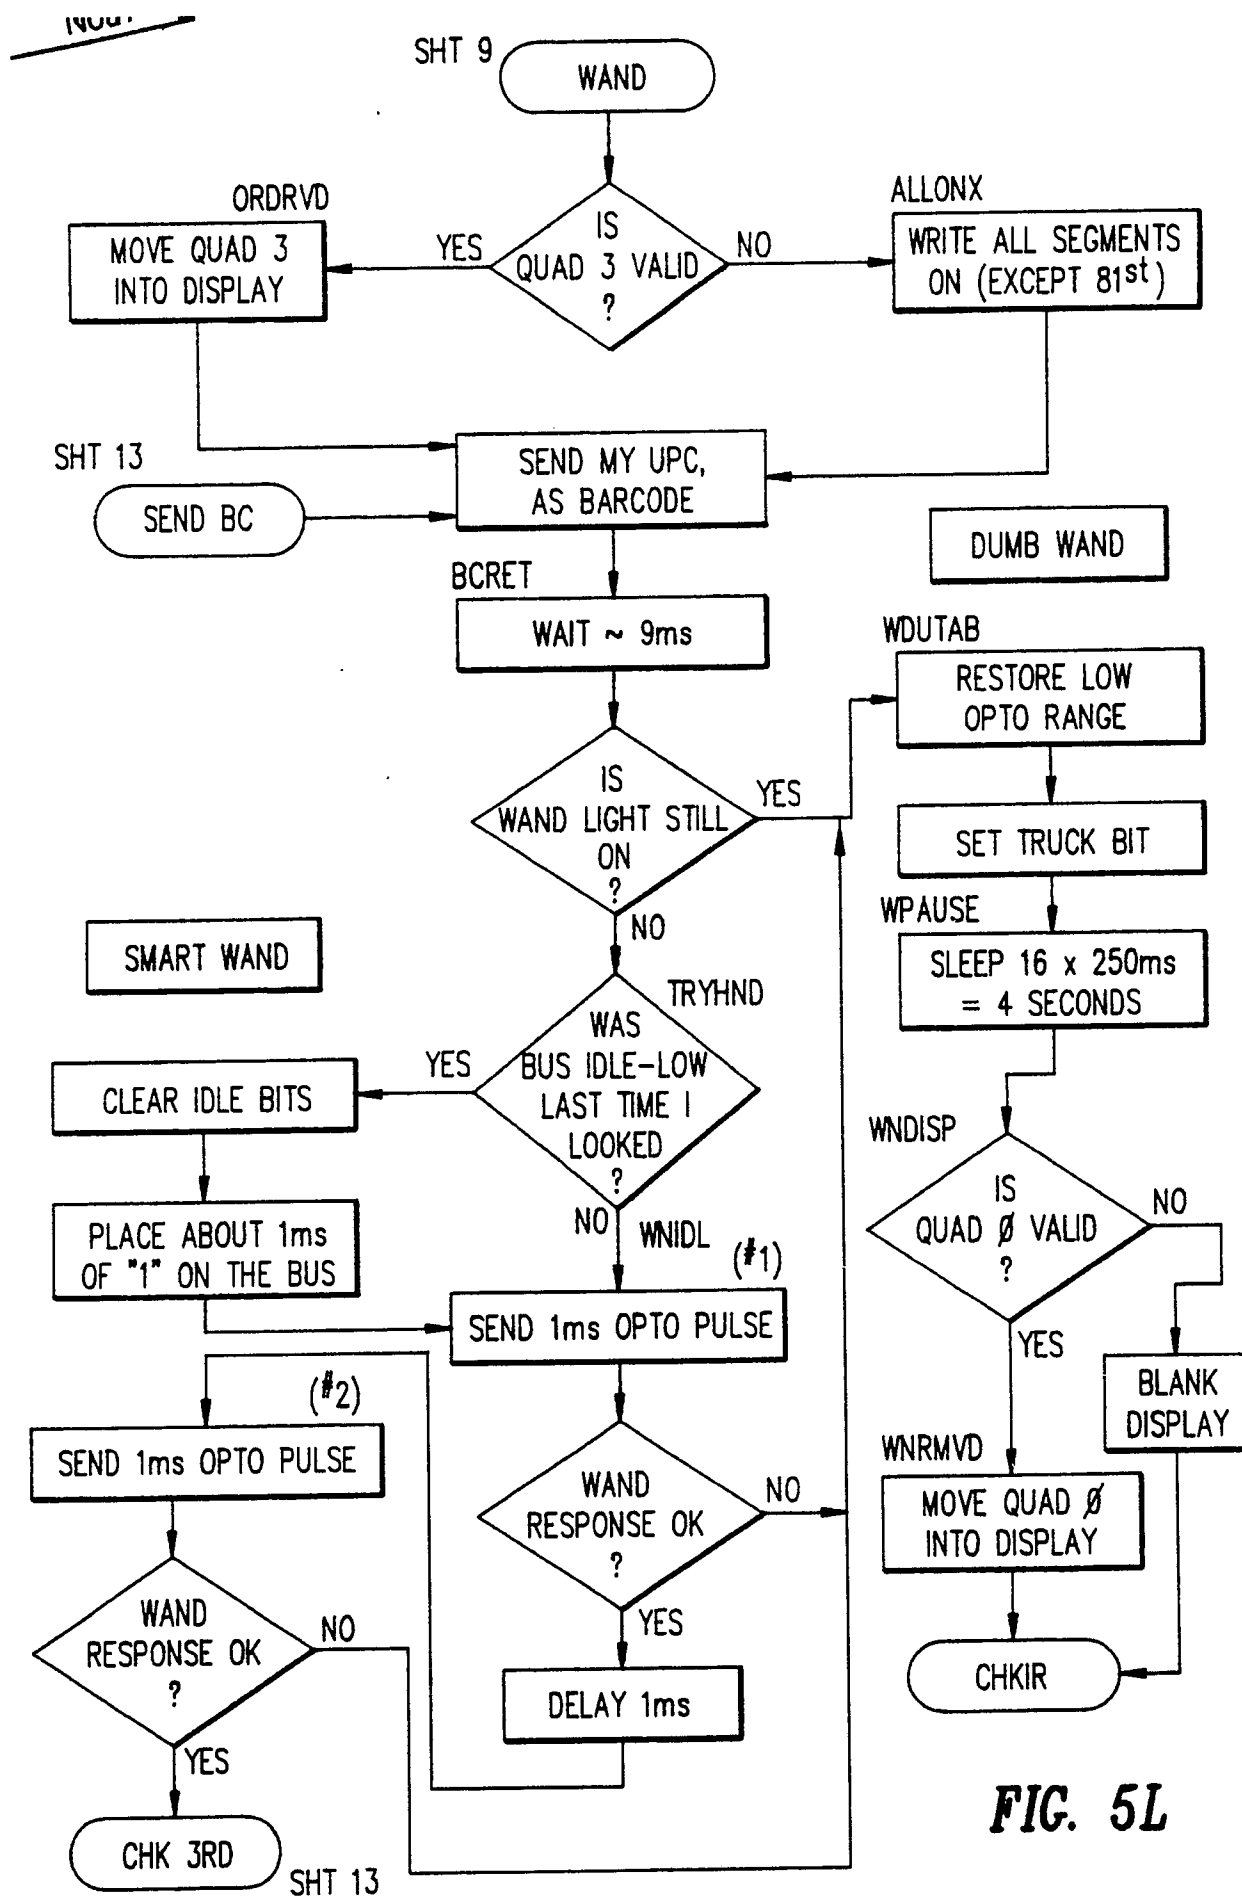 SHT 9
WAND
ORDRVD
MOVE QUAD 3
INTO DISPLAY
YES
IS
QUAD 3 VALID
?
NO
ALLONX
WRITE ALL SEGMENTS
ON (EXCEPT 81st)
SHT 13
SEND BC
SEND MY UPC,
AS BARCODE
DUMB WAND
BCRET
WAIT ~ 9ms
WDUTAB
RESTORE LOW
OPTO RANGE
IS
WAND LIGHT STILL
ON
?
YES
NO
SET TRUCK BIT
WPAUSE
SLEEP 16 x 250ms
= 4 SECONDS
SMART WAND
TRYHND
WAS
BUS IDLE-LOW
LAST TIME I
LOOKED
?
YES
CLEAR IDLE BITS
NO
WNIDL
PLACE ABOUT 1ms
OF "1" ON THE BUS
(#1)
SEND 1ms OPTO PULSE
WNDISP
IS
QUAD Ø VALID
?
NO
YES
BLANK
DISPLAY
(#2)
SEND 1ms OPTO PULSE
WAND
RESPONSE OK
?
NO
YES
WNRMVD
MOVE QUAD Ø
INTO DISPLAY
WAND
RESPONSE OK
?
NO
YES
DELAY 1ms
CHKIR
CHK 3RD
SHT 13
FIG. 5L